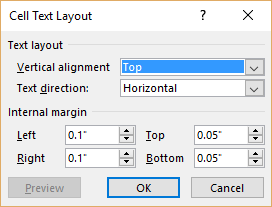 Cell Text Layout
Text layout
Vertical alignment Top
Text direction: Horizontal
Internal margin
Left 0.1" Top 0.05"
Right 0.1" Bottom 0.05"
Preview OK Cancel